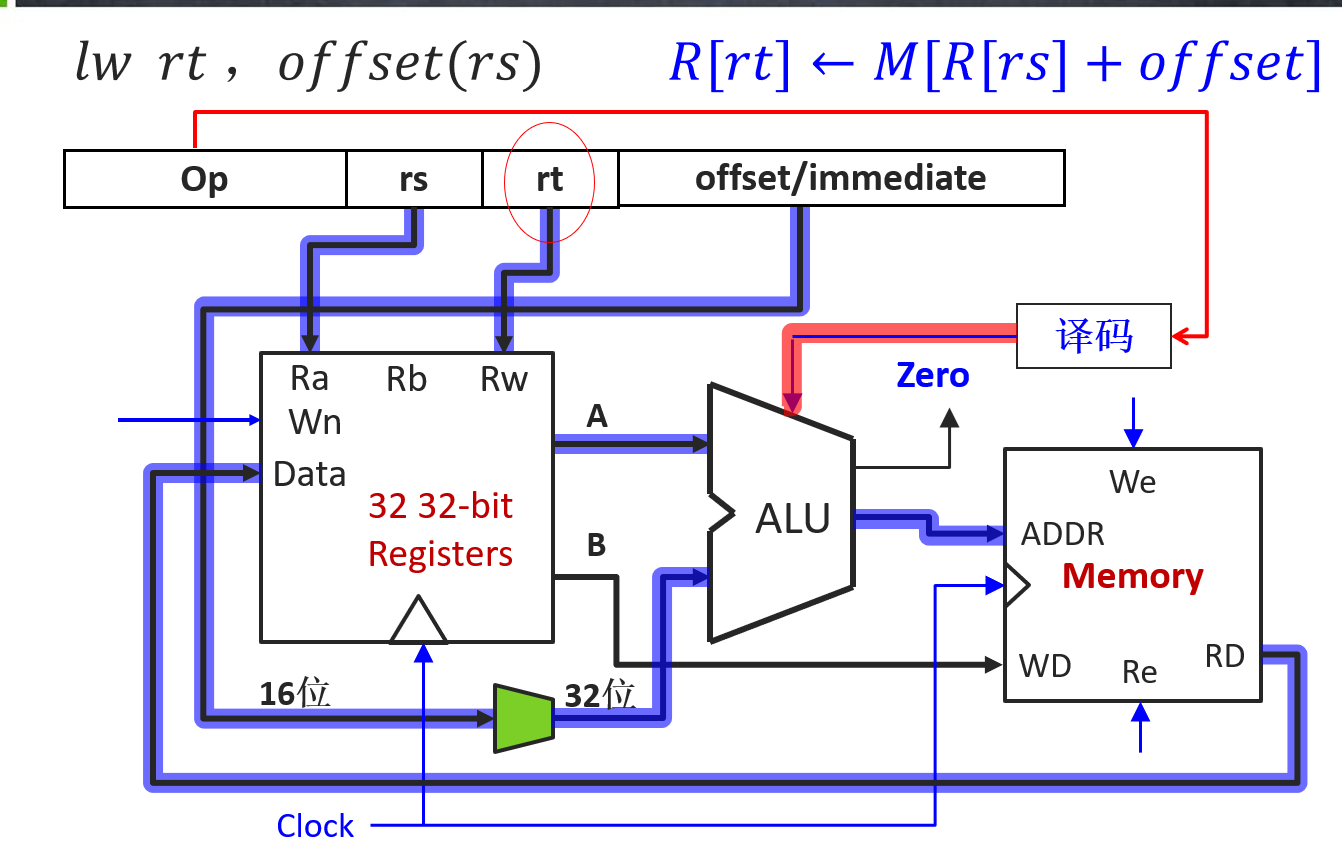 lw rt , offset(rs)
R[rt] ← M[R[rs] + offset]
Op
rs
rt
offset/immediate
译码
Zero
Ra
Rb
Rw
Wn
Data
32 32-bit
Registers
A
B
ALU
We
ADDR
Memory
WD
Re
RD
16位
32位
Clock